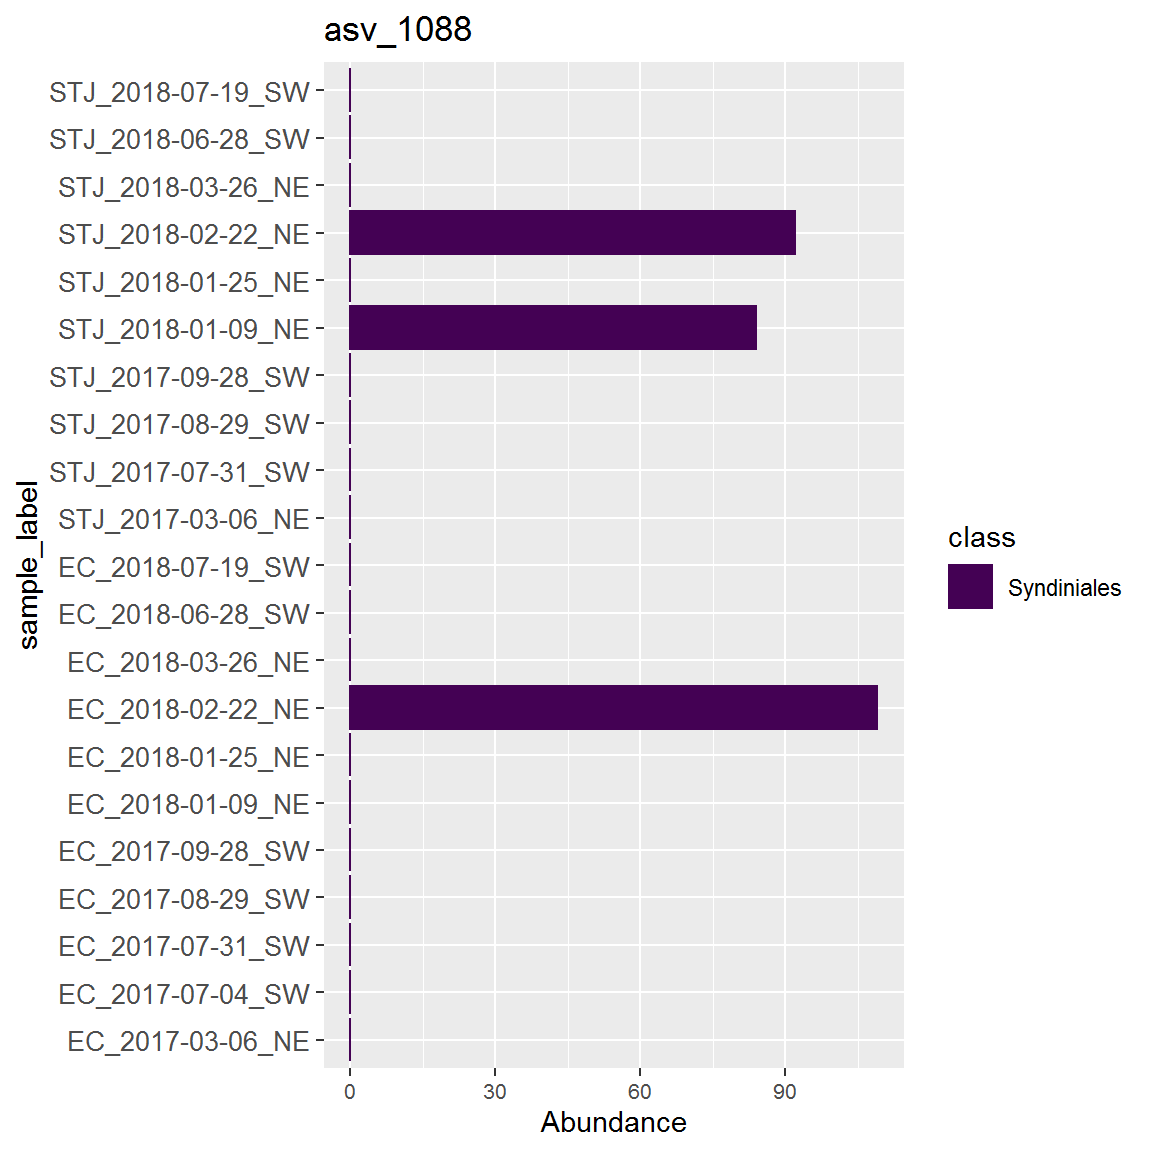 asv_1088
STJ_2018-07-19_SW
STJ_2018-06-28_SW
STJ_2018-03-26_NE
STJ_2018-02-22_NE
STJ_2018-01-25_NE
STJ_2018-01-09_NE
STJ_2017-09-28_SW
STJ_2017-08-29_SW
STJ_2017-07-31_SW
STJ_2017-03-06_NE
EC_2018-07-19_SW
EC_2018-06-28_SW
EC_2018-03-26_NE
EC_2018-02-22_NE
EC_2018-01-25_NE
EC_2018-01-09_NE
EC_2017-09-28_SW
EC_2017-08-29_SW
EC_2017-07-31_SW
EC_2017-07-04_SW
EC_2017-03-06_NE
sample_label
0 30 60 90
Abundance
class
Syndiniales